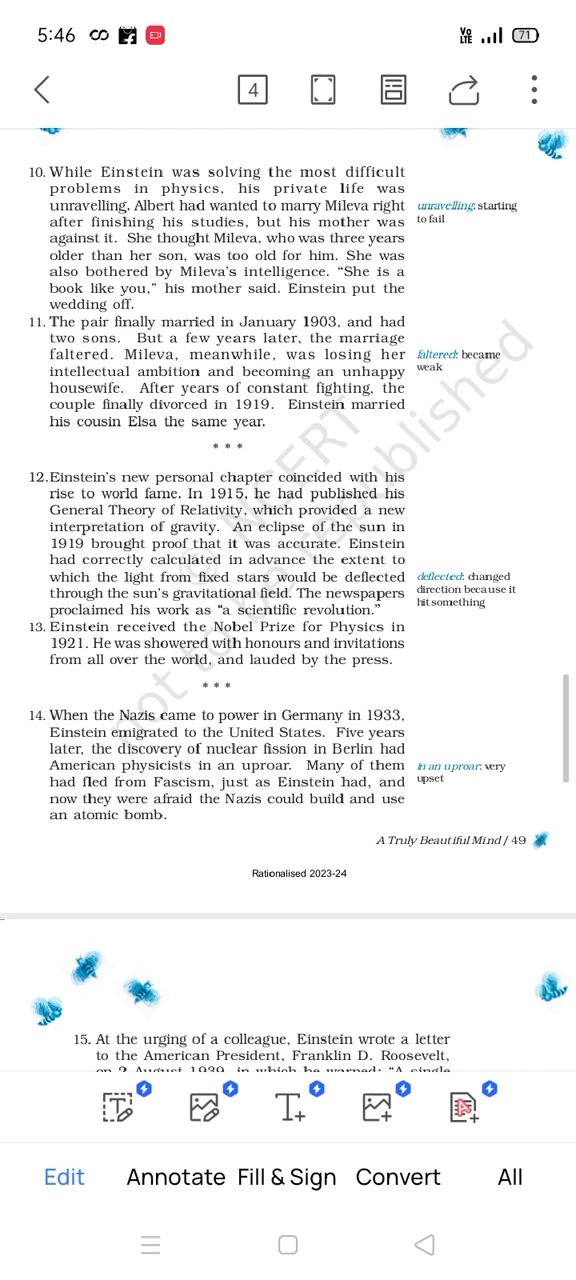 5:46
Vo
LTE
71
4
10. While Einstein was solving the most difficult
problems in physics, his private life was
unravelling. Albert had wanted to marry Mileva right
after finishing his studies, but his mother was
against it. She thought Mileva, who was three years
older than her son, was too old for him. She was
also bothered by Mileva's intelligence. “She is a
book like you,” his mother said. Einstein put the
wedding off.
unravelling: starting
to fail
11. The pair finally married in January 1903, and had
two sons. But a few years later, the marriage
faltered. Mileva, meanwhile, was losing her
intellectual ambition and becoming an unhappy
housewife. After years of constant fighting, the
couple finally divorced in 1919. Einstein married
his cousin Elsa the same year.
faltered: became
weak
* * *
12. Einstein's new personal chapter coincided with his
rise to world fame. In 1915, he had published his
General Theory of Relativity, which provided a new
interpretation of gravity. An eclipse of the sun in
1919 brought proof that it was accurate. Einstein
had correctly calculated in advance the extent to
which the light from fixed stars would be deflected
through the sun's gravitational field. The newspapers
proclaimed his work as “a scientific revolution.”
deflected: changed
direction because it
hit something
13. Einstein received the Nobel Prize for Physics in
1921. He was showered with honours and invitations
from all over the world, and lauded by the press.
* * *
14. When the Nazis came to power in Germany in 1933,
Einstein emigrated to the United States. Five years
later, the discovery of nuclear fission in Berlin had
American physicists in an uproar. Many of them
had fled from Fascism, just as Einstein had, and
now they were afraid the Nazis could build and use
an atomic bomb.
in an uproar: very
upset
© NCERT
not to be republished
A Truly Beautiful Mind / 49
Rationalised 2023-24
15. At the urging of a colleague, Einstein wrote a letter
to the American President, Franklin D. Roosevelt,
on 2 August 1939, in which he warned: “A single
Edit
Annotate
Fill & Sign
Convert
All